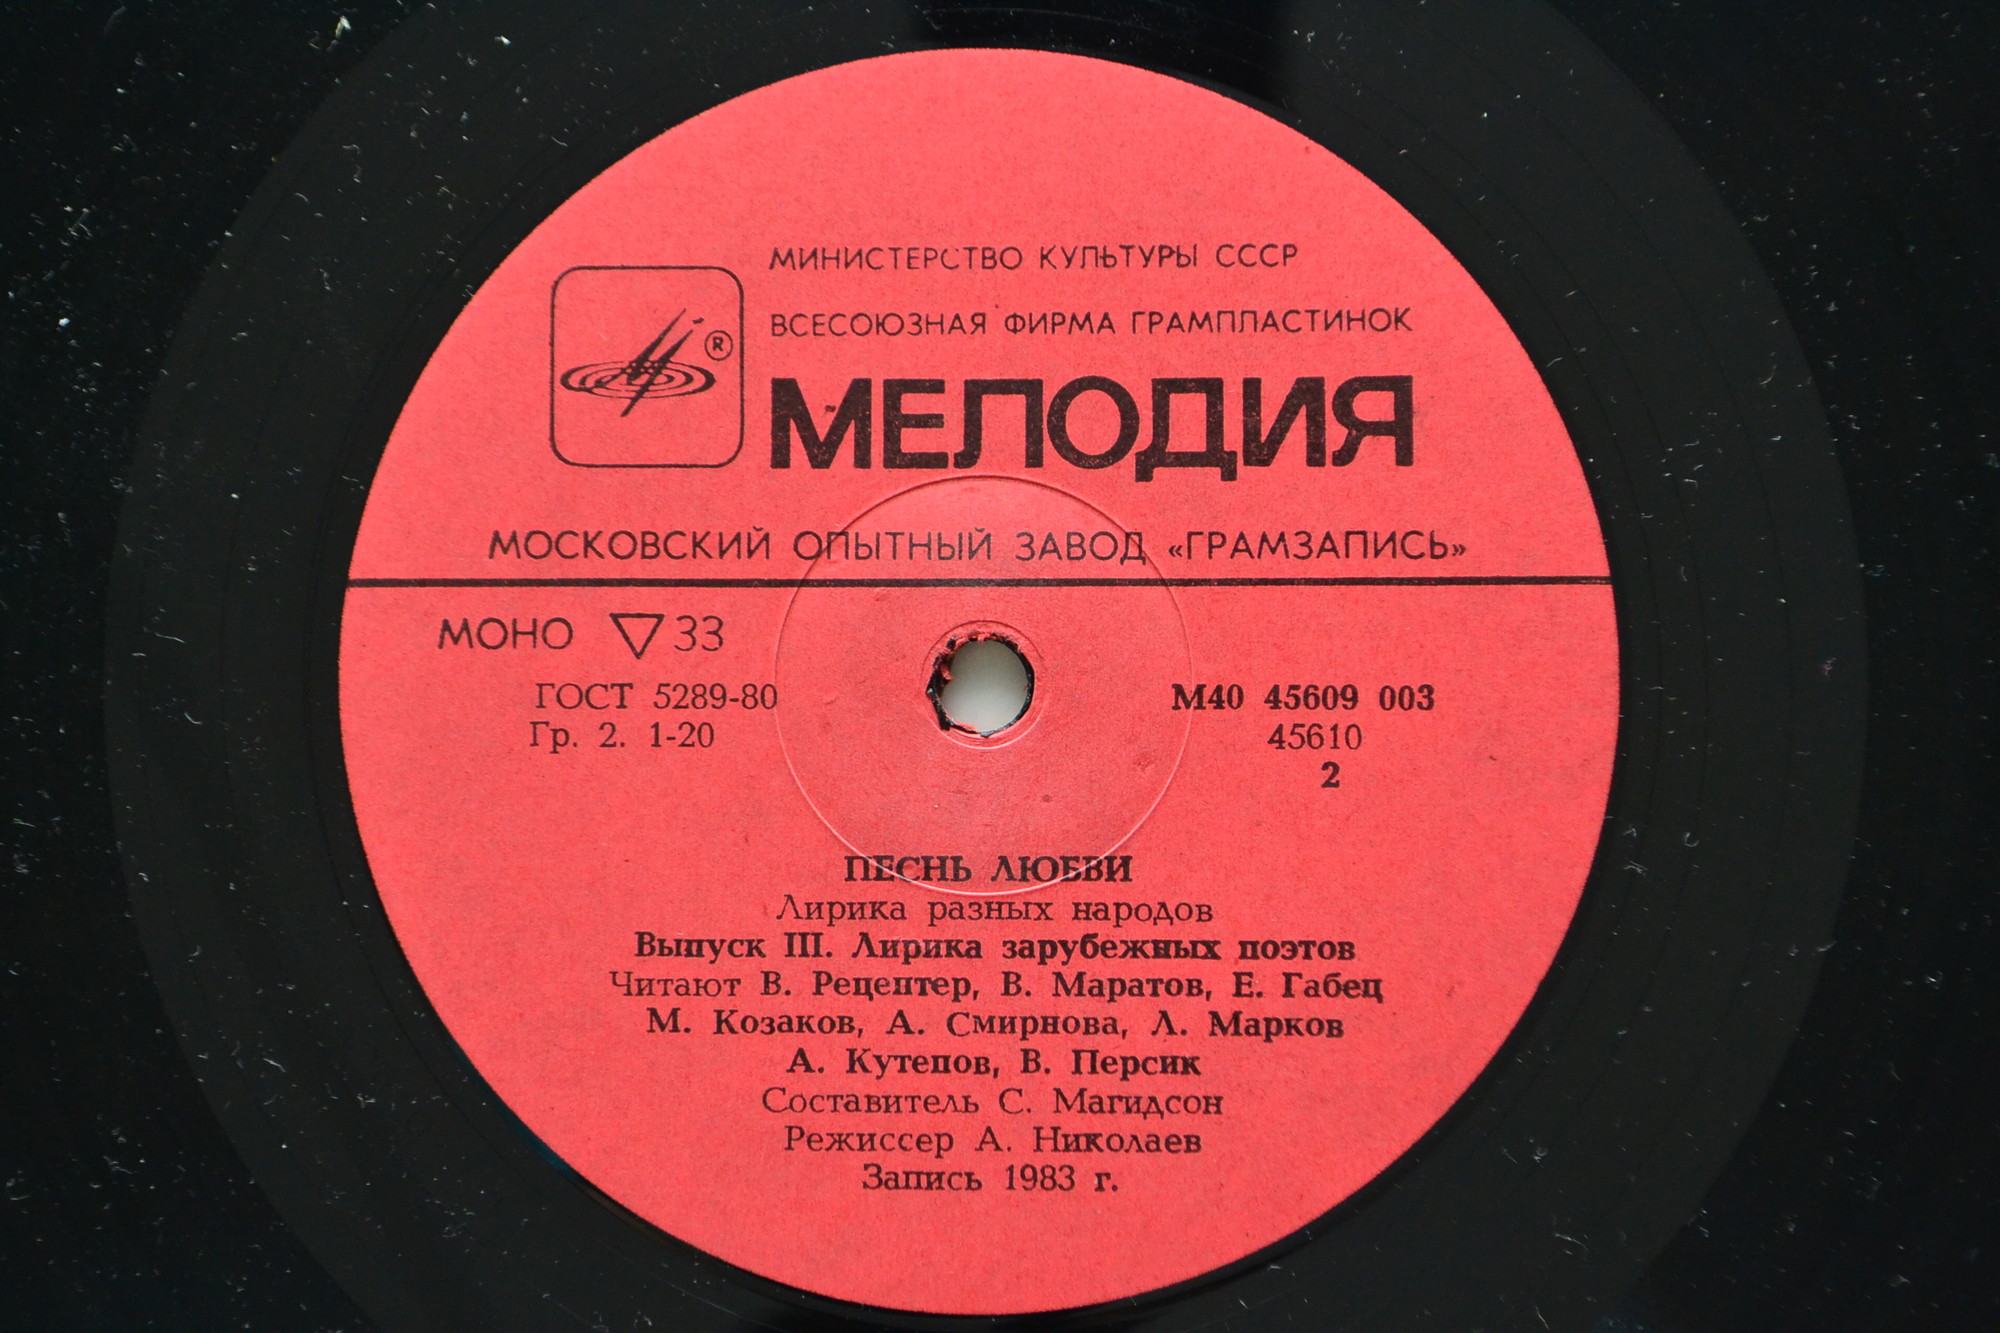 МИНИСТЕРСТВО КУЛЬТУРЫ СССР
ВСЕСОЮЗНАЯ ФИРМА ГРАМПЛАСТИНОК
®
МЕЛОДИЯ
МОСКОВСКИЙ ОПЫТНЫЙ ЗАВОД «ГРАМЗАПИСЬ»
МОНО ▽ 33
ГОСТ 5289-80
Гр. 2. 1-20
М40 45609 003
45610
2
ПЕСНЬ ЛЮБВИ
Лирика разных народов
Выпуск III. Лирика зарубежных поэтов
Читают В. Рецептер, В. Маратов, Е. Габец
М. Козаков, А. Смирнова, Л. Марков
А. Кутепов, В. Персик
Составитель С. Магидсон
Режиссер А. Николаев
Запись 1983 г.